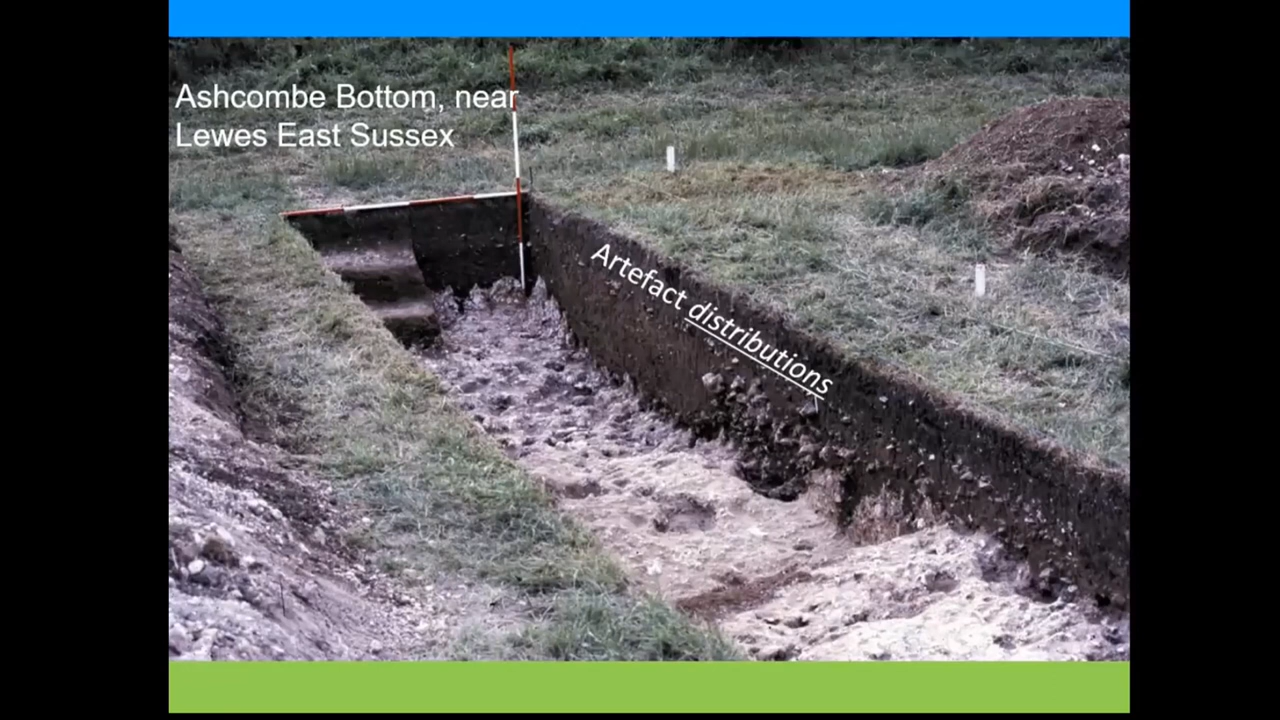 Ashcombe Bottom, near
Lewes East Sussex
Artefact distributions